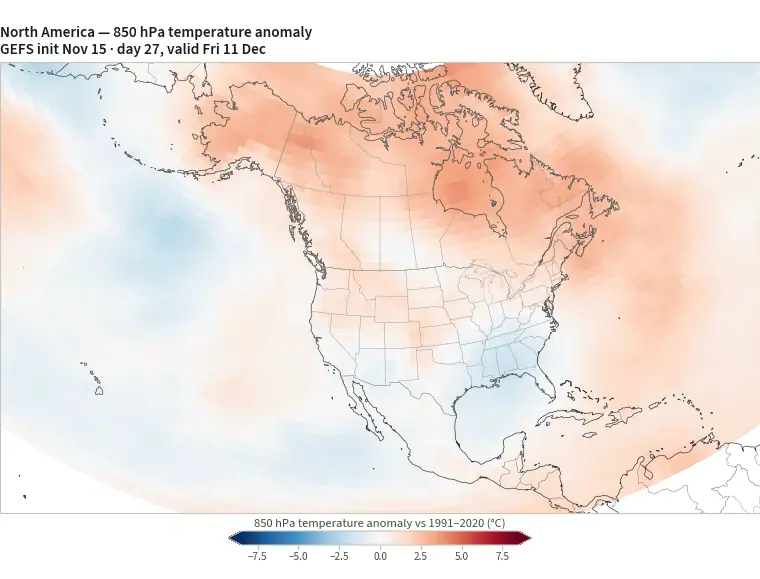 North America — 850 hPa temperature anomaly
GEFS init Nov 15 · day 27, valid Fri 11 Dec
850 hPa temperature anomaly vs 1991–2020 (°C)
−7.5 −5.0 −2.5 0.0 2.5 5.0 7.5